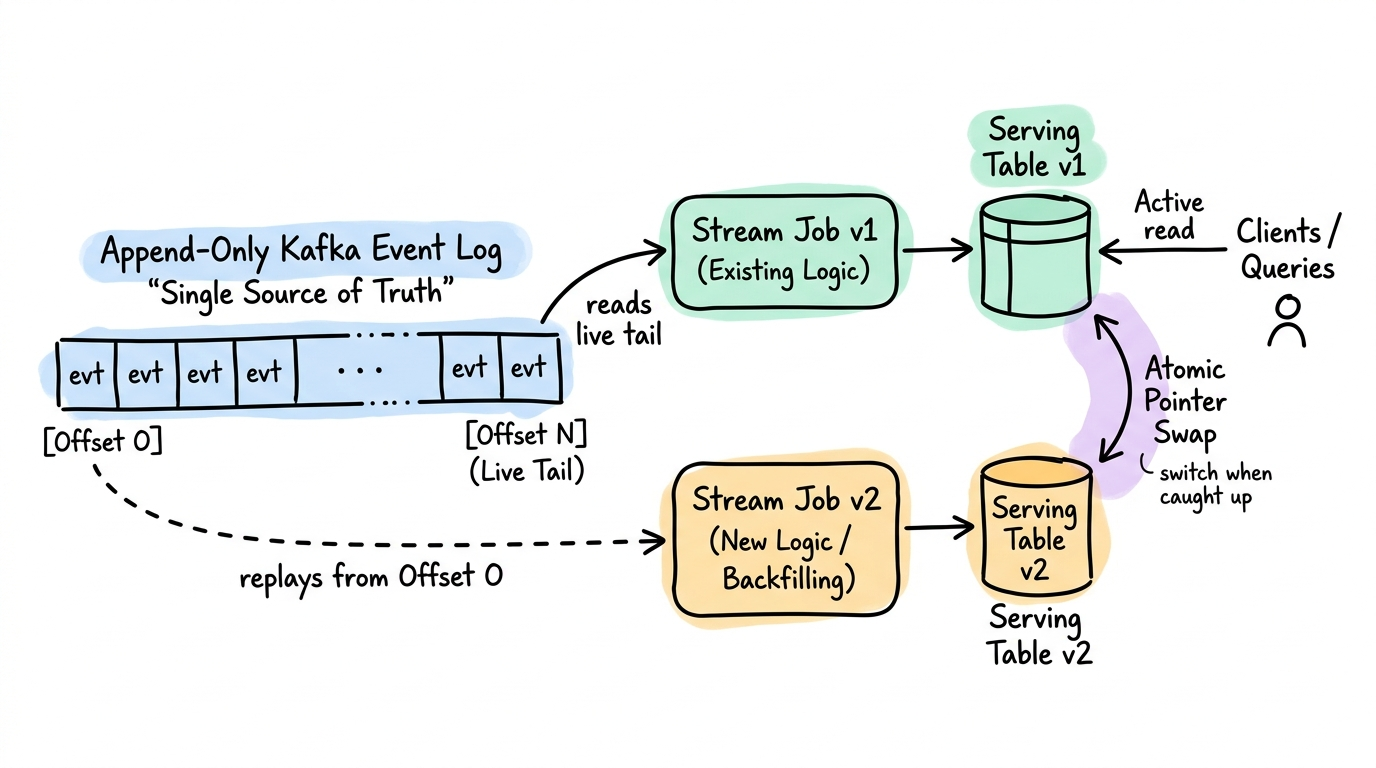 Append-Only Kafka Event Log
“Single Source of Truth”
evt evt evt evt ... evt evt
[Offset 0]
[Offset N]
(Live Tail)
reads
live tail
replays from Offset 0
Stream Job v1
(Existing Logic)
Serving
Table v1
Active
read
Clients /
Queries
Atomic
Pointer
Swap
switch when
caught up
Stream Job v2
(New Logic /
Backfilling)
Serving
Table
v2
Serving
Table v2